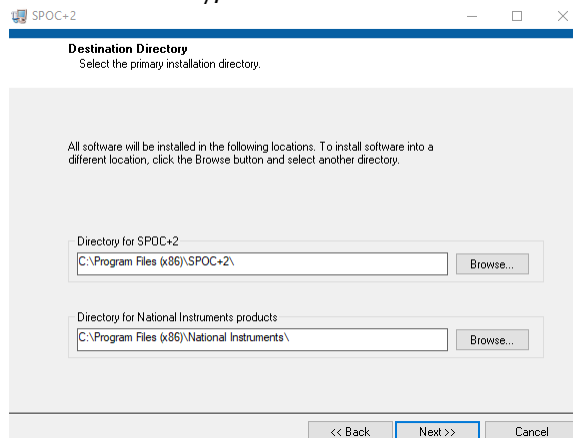 SPOC+2
Destination Directory
Select the primary installation directory.
All software will be installed in the following locations. To install software into a
different location, click the Browse button and select another directory.
Directory for SPOC+2
C:\Program Files (x86)\SPOC+2\
Browse...
Directory for National Instruments products
C:\Program Files (x86)\National Instruments\
Browse...
<< Back
Next >>
Cancel